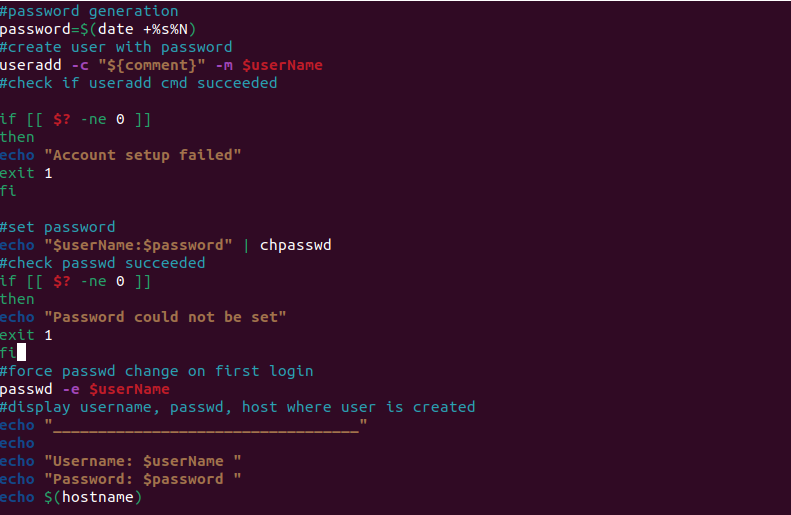 #password generation
password=$(date +%s%N)
#create user with password
useradd -c "${comment}" -m $userName
#check if useradd cmd succeeded
if [[ $? -ne 0 ]]
then
echo "Account setup failed"
exit 1
fi
#set password
echo "$userName:$password" | chpasswd
#check passwd succeeded
if [[ $? -ne 0 ]]
then
echo "Password could not be set"
exit 1
fi
#force passwd change on first login
passwd -e $userName
#display username, passwd, host where user is created
echo "__________________________________"
echo
echo "Username: $userName "
echo "Password: $password "
echo $(hostname)